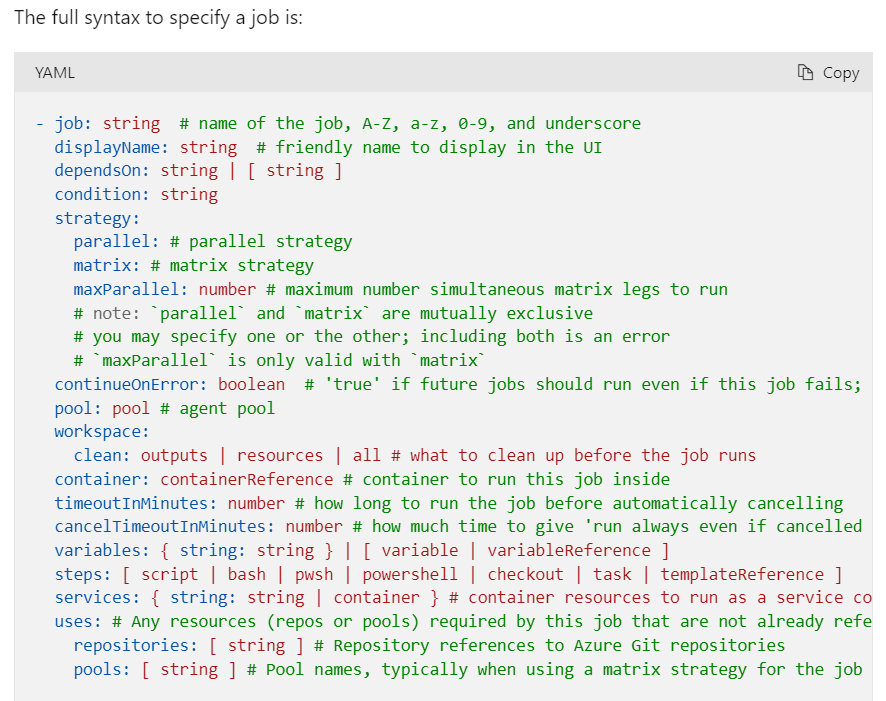 The full syntax to specify a job is:
YAML
Copy
- job: string  # name of the job, A-Z, a-z, 0-9, and underscore
  displayName: string  # friendly name to display in the UI
  dependsOn: string | [ string ]
  condition: string
  strategy:
    parallel: # parallel strategy
    matrix: # matrix strategy
    maxParallel: number # maximum number simultaneous matrix legs to run
    # note: `parallel` and `matrix` are mutually exclusive
    # you may specify one or the other; including both is an error
    # `maxParallel` is only valid with `matrix`
  continueOnError: boolean  # 'true' if future jobs should run even if this job fails;
  pool: pool # agent pool
  workspace:
    clean: outputs | resources | all # what to clean up before the job runs
  container: containerReference # container to run this job inside
  timeoutInMinutes: number # how long to run the job before automatically cancelling
  cancelTimeoutInMinutes: number # how much time to give 'run always even if cancelled
  variables: { string: string } | [ variable | variableReference ]
  steps: [ script | bash | pwsh | powershell | checkout | task | templateReference ]
  services: { string: string | container } # container resources to run as a service co
  uses: # Any resources (repos or pools) required by this job that are not already refe
    repositories: [ string ] # Repository references to Azure Git repositories
    pools: [ string ] # Pool names, typically when using a matrix strategy for the job